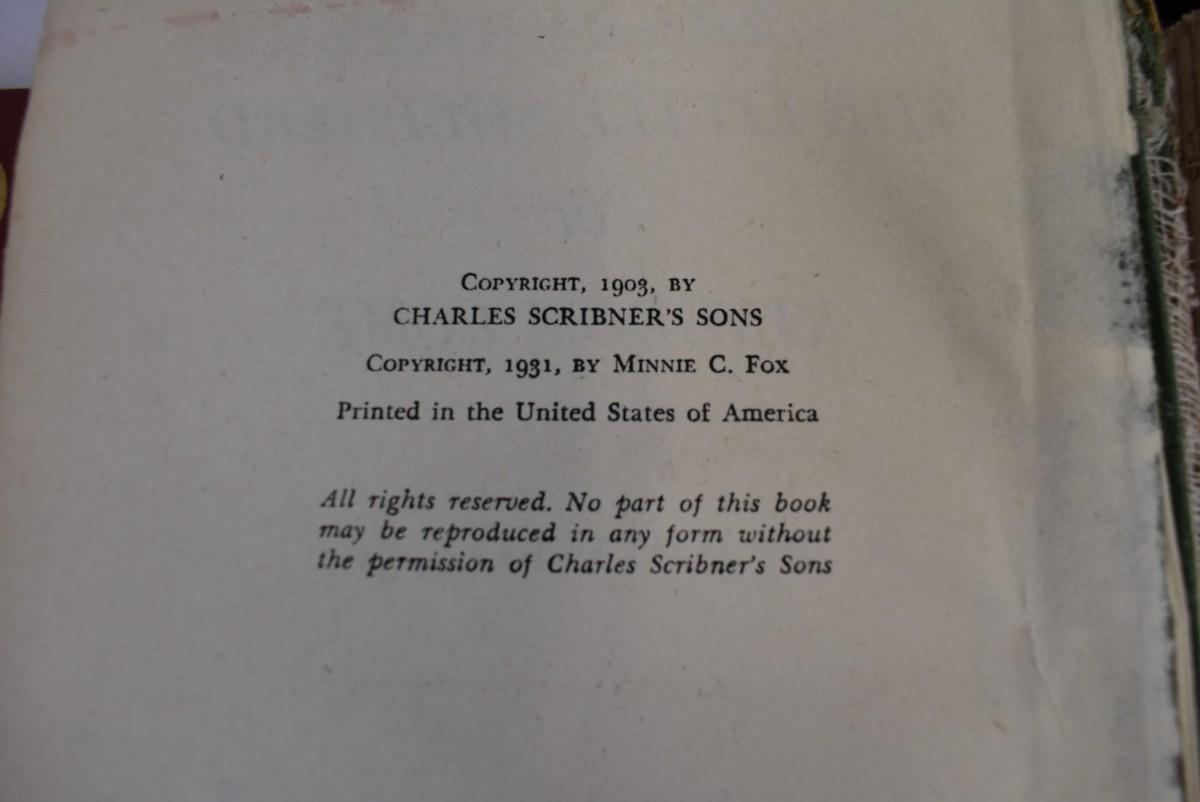 COPYRIGHT, 1903, BY
CHARLES SCRIBNER'S SONS
COPYRIGHT, 1931, BY MINNIE C. FOX
Printed in the United States of America
All rights reserved. No part of this book
may be reproduced in any form without
the permission of Charles Scribner's Sons